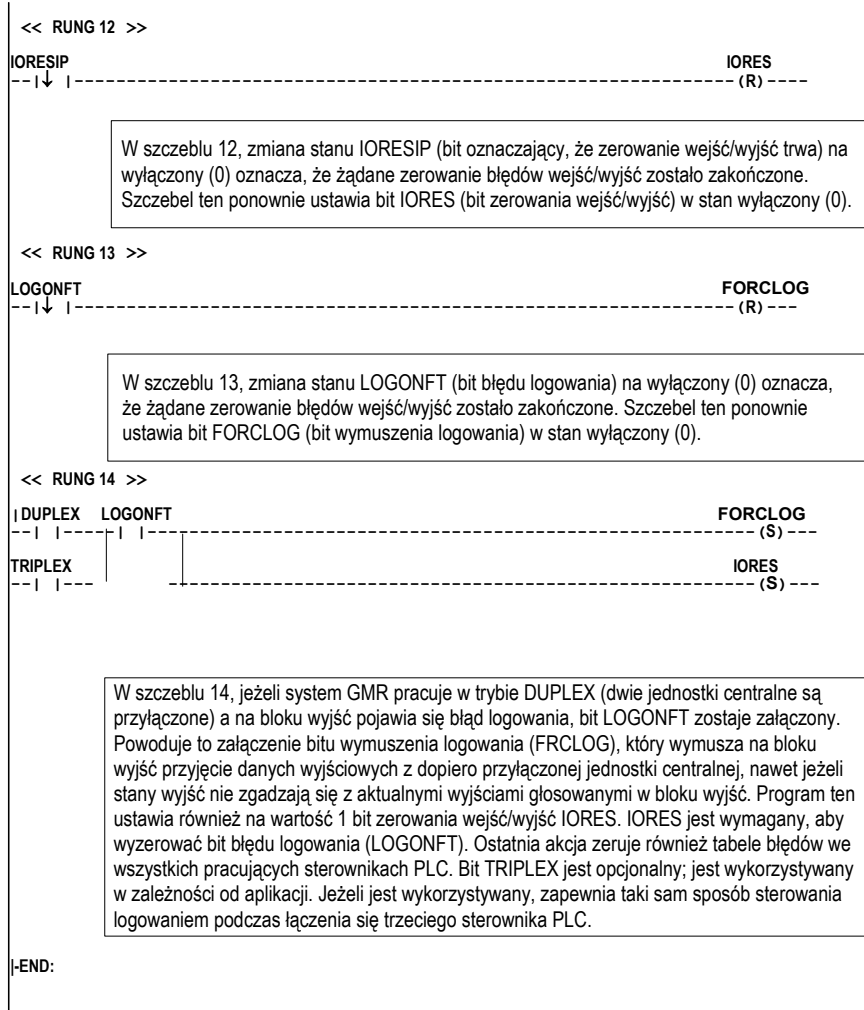 << RUNG 12 >>
IORESIP IORES
--|↓ |----------------------------------------------------------------(R)----
W szczeblu 12, zmiana stanu IORESIP (bit oznaczający, że zerowanie wejść/wyjść trwa) na
wyłączony (0) oznacza, że żądane zerowanie błędów wejść/wyjść zostało zakończone.
Szczebel ten ponownie ustawia bit IORES (bit zerowania wejść/wyjść) w stan wyłączony (0).
<< RUNG 13 >>
LOGONFT FORCLOG
--|↓ |----------------------------------------------------------------(R)---
W szczeblu 13, zmiana stanu LOGONFT (bit błędu logowania) na wyłączony (0) oznacza,
że żądane zerowanie błędów wejść/wyjść zostało zakończone. Szczebel ten ponownie
ustawia bit FORCLOG (bit wymuszenia logowania) w stan wyłączony (0).
<< RUNG 14 >>
| DUPLEX LOGONFT FORCLOG
--| |-----| |----------------------------------------------------------(S)---
TRIPLEX IORES
--| |--- --------------------------------------------------------(S)---
W szczeblu 14, jeżeli system GMR pracuje w trybie DUPLEX (dwie jednostki centralne są
przyłączone) a na bloku wyjść pojawia się błąd logowania, bit LOGONFT zostaje załączony.
Powoduje to załączenie bitu wymuszenia logowania (FRCLOG), który wymusza na bloku
wyjść przyjęcie danych wyjściowych z dopiero przyłączonej jednostki centralnej, nawet jeżeli
stany wyjść nie zgadzają się z aktualnymi wyjściami głosowanymi w bloku wyjść. Program ten
ustawia również na wartość 1 bit zerowania wejść/wyjść IORES. IORES jest wymagany, aby
wyzerować bit błędu logowania (LOGONFT). Ostatnia akcja zeruje również tabele błędów we
wszystkich pracujących sterownikach PLC. Bit TRIPLEX jest opcjonalny; jest wykorzystywany
w zależności od aplikacji. Jeżeli jest wykorzystywany, zapewnia taki sam sposób sterowania
logowaniem podczas łączenia się trzeciego sterownika PLC.
|-END: